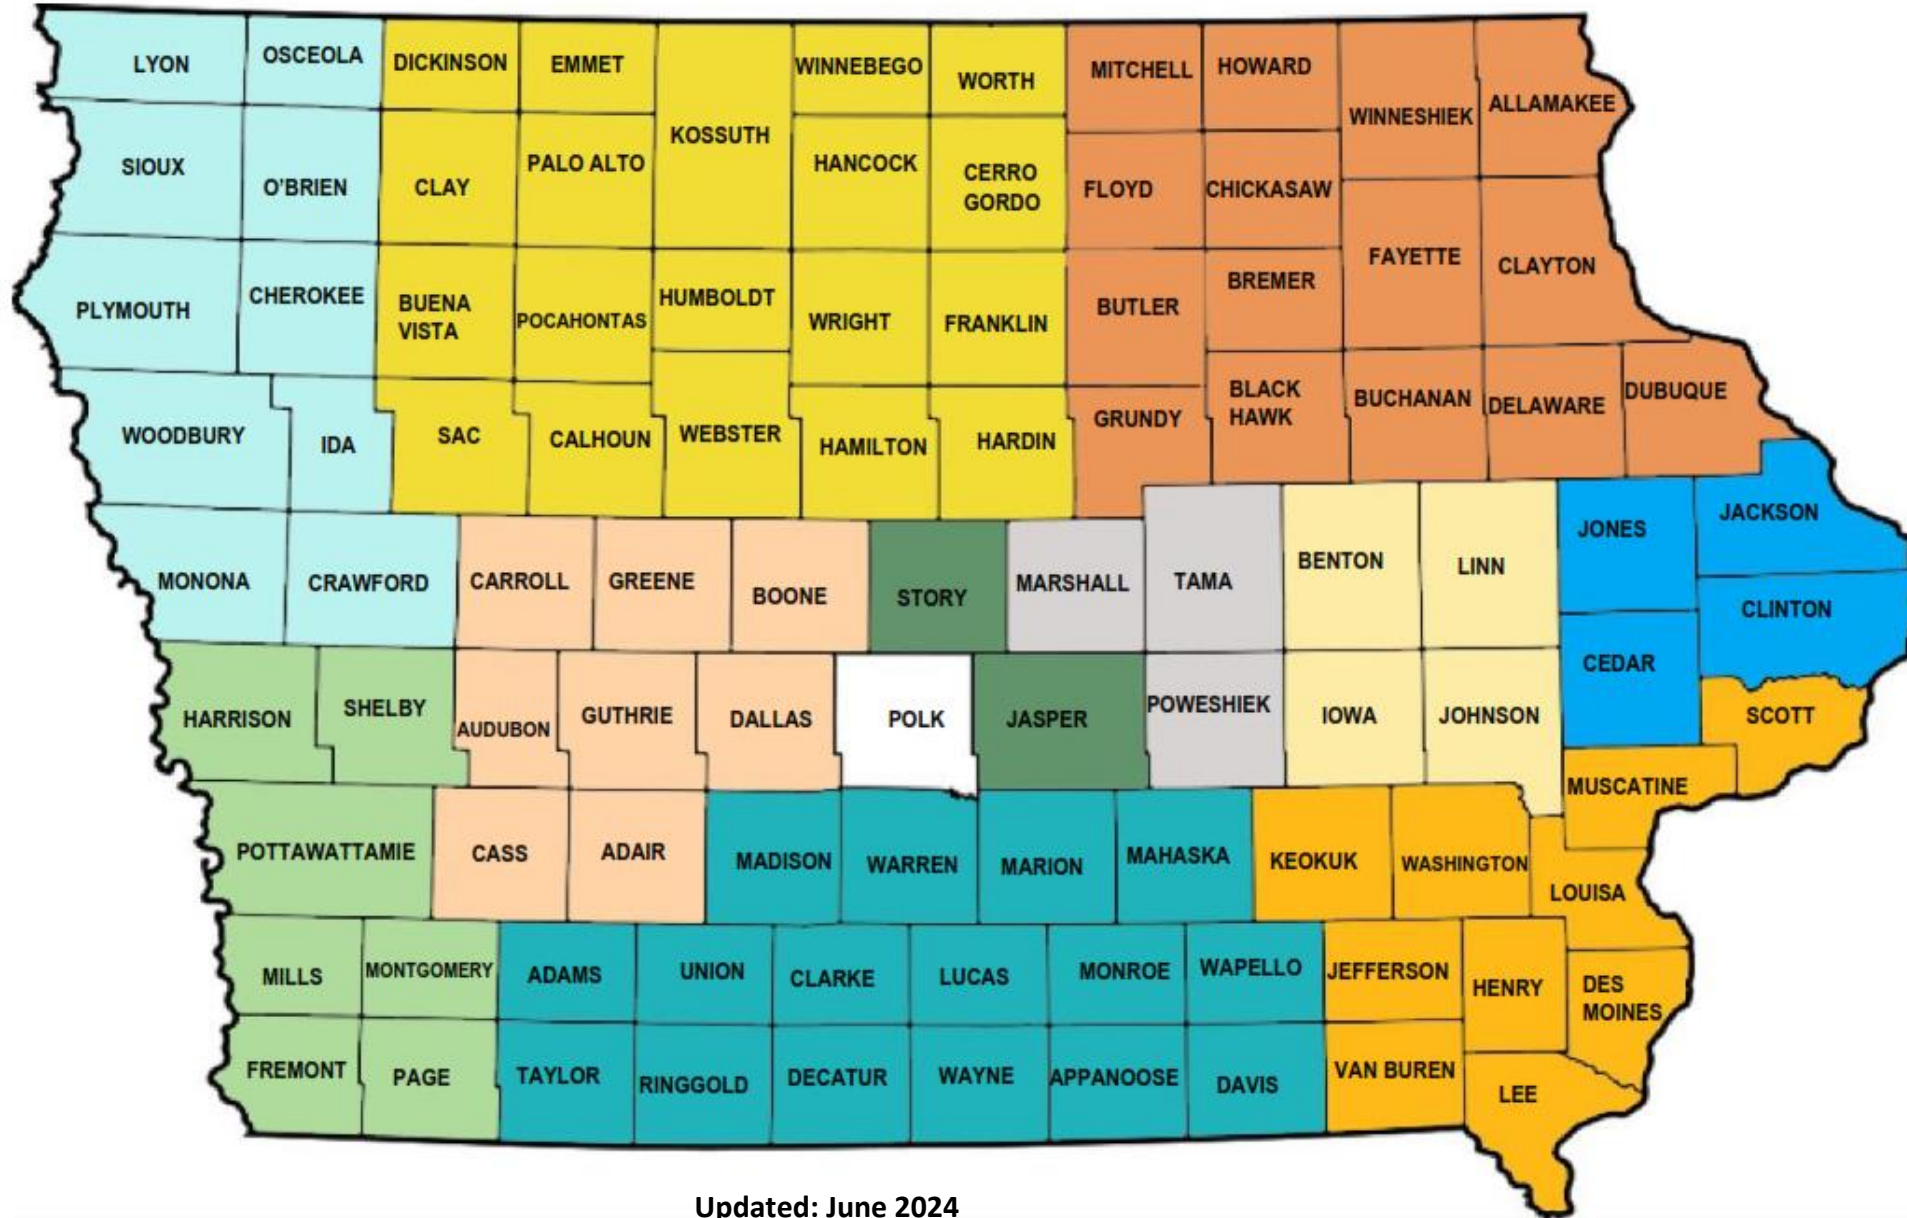 LYON
OSCEOLA
DICKINSON
EMMET
WINNEBEGO
WORTH
MITCHELL
HOWARD
WINNESHIEK
ALLAMAKEE
KOSSUTH
SIOUX
O'BRIEN
CLAY
PALO ALTO
HANCOCK
CERRO
GORDO
FLOYD
CHICKASAW
FAYETTE
CLAYTON
PLYMOUTH
CHEROKEE
BUENA
VISTA
POCAHONTAS
HUMBOLDT
WRIGHT
FRANKLIN
BUTLER
BREMER
WOODBURY
IDA
SAC
CALHOUN
WEBSTER
HAMILTON
HARDIN
GRUNDY
BLACK
HAWK
BUCHANAN
DELAWARE
DUBUQUE
MONONA
CRAWFORD
CARROLL
GREENE
BOONE
STORY
MARSHALL
TAMA
BENTON
LINN
JONES
JACKSON
CLINTON
CEDAR
HARRISON
SHELBY
AUDUBON
GUTHRIE
DALLAS
POLK
JASPER
POWESHIEK
IOWA
JOHNSON
SCOTT
MUSCATINE
POTTAWATTAMIE
CASS
ADAIR
MADISON
WARREN
MARION
MAHASKA
KEOKUK
WASHINGTON
LOUISA
MILLS
MONTGOMERY
ADAMS
UNION
CLARKE
LUCAS
MONROE
WAPELLO
JEFFERSON
HENRY
DES
MOINES
FREMONT
PAGE
TAYLOR
RINGGOLD
DECATUR
WAYNE
APPANOOSE
DAVIS
VAN BUREN
LEE
Updated: June 2024